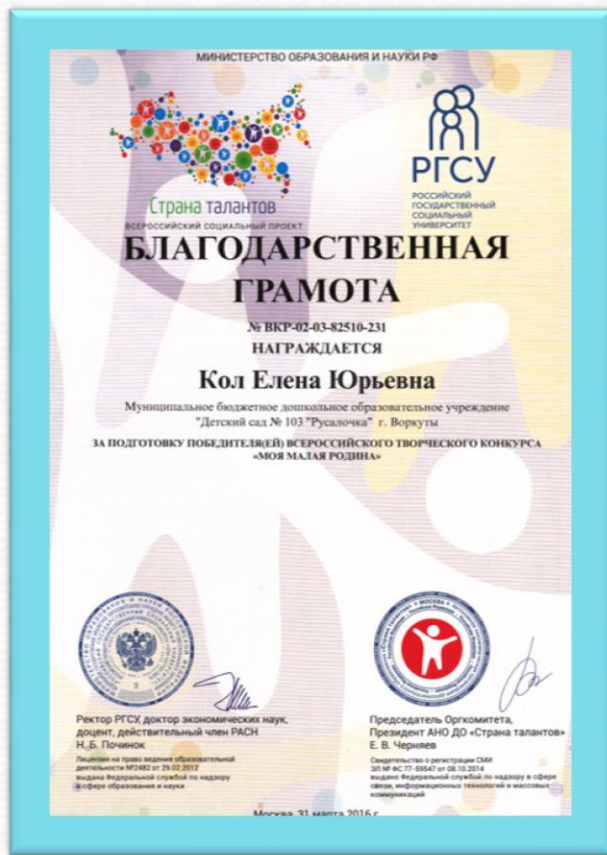 МИНИСТЕРСТВО ОБРАЗОВАНИЯ И НАУКИ РФ
Страна талантов
ВСЕРОССИЙСКИЙ СОЦИАЛЬНЫЙ ПРОЕКТ
РГСУ
РОССИЙСКИЙ
ГОСУДАРСТВЕННЫЙ
СОЦИАЛЬНЫЙ
УНИВЕРСИТЕТ
БЛАГОДАРСТВЕННАЯ
ГРАМОТА
№ ВКР-02-03-82510-231
НАГРАЖДАЕТСЯ
Кол Елена Юрьевна
Муниципальное бюджетное дошкольное образовательное учреждение
"Детский сад № 103 "Русалочка" г. Воркуты
ЗА ПОДГОТОВКУ ПОБЕДИТЕЛЯ(ЕЙ) ВСЕРОССИЙСКОГО ТВОРЧЕСКОГО КОНКУРСА
«МОЯ МАЛАЯ РОДИНА»
Ректор РГСУ, доктор экономических наук,
доцент, действительный член РАСН
Н. Б. Починок
Лицензия на право ведения образовательной
деятельности №2482 от 29.02.2012
выдана Федеральной службой по надзору
в сфере образования и науки
Председатель Оргкомитета,
Президент АНО ДО «Страна талантов»
Е. В. Черняев
Свидетельство о регистрации СМИ
ЭЛ № ФС 77-59547 от 08.10.2014
выдано Федеральной службой по надзору в сфере
связи, информационных технологий и массовых
коммуникаций
Москва, 31 марта 2016 г.